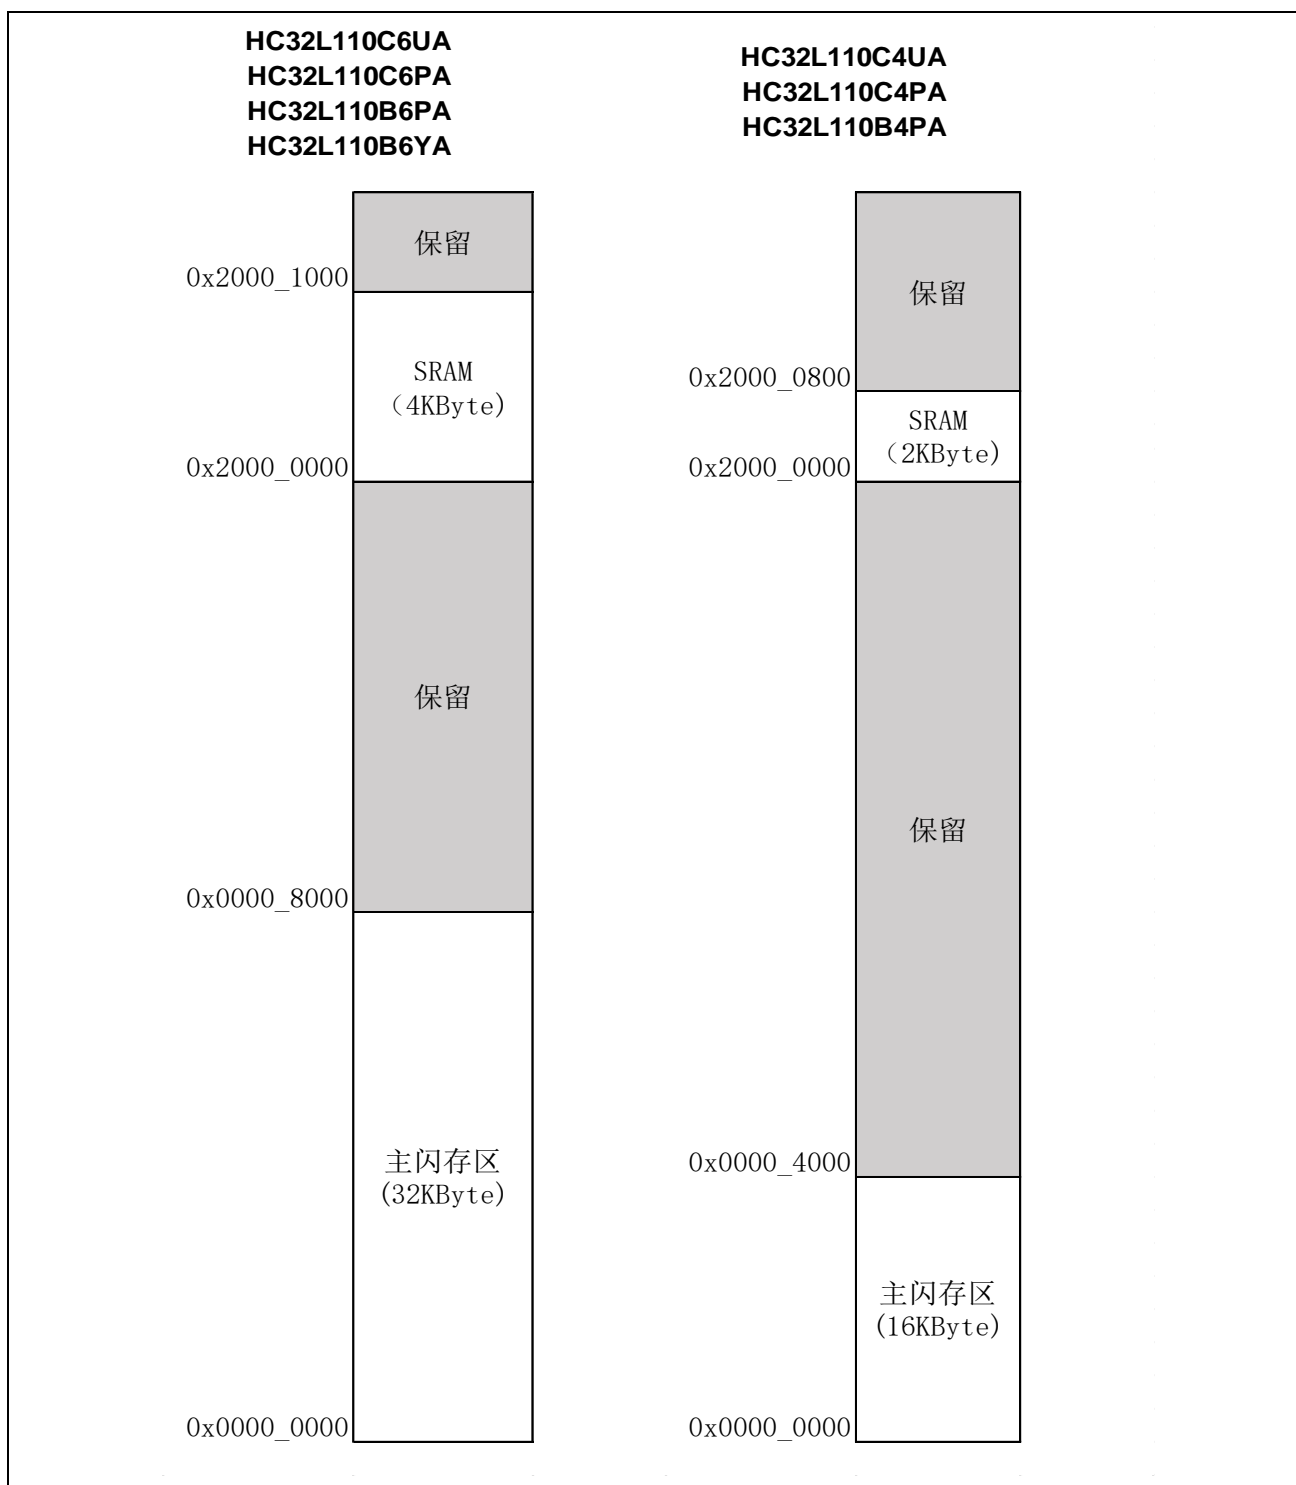 HC32L110C6UA
HC32L110C6PA
HC32L110B6PA
HC32L110B6YA
保留
0x2000_1000
SRAM
（4KByte)
0x2000_0000
保留
0x0000_8000
主闪存区
(32KByte)
0x0000_0000
HC32L110C4UA
HC32L110C4PA
HC32L110B4PA
保留
0x2000_0800
SRAM
（2KByte)
0x2000_0000
保留
0x0000_4000
主闪存区
(16KByte)
0x0000_0000